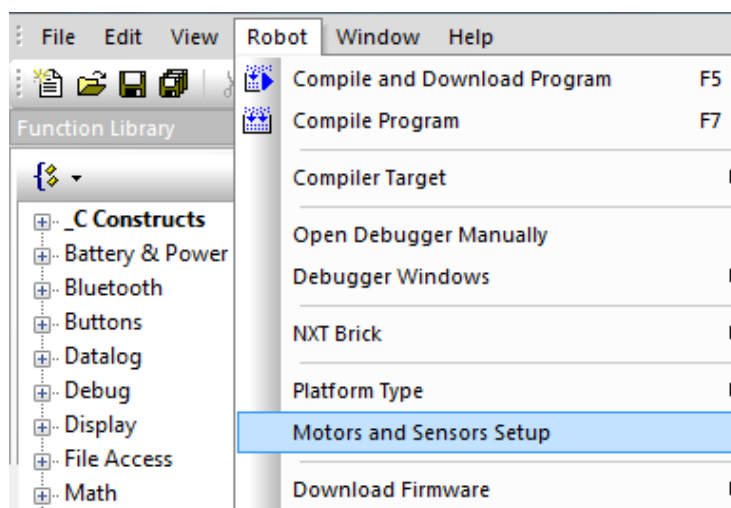 File Edit View Robot Window Help
Compile and Download Program F5
Compile Program F7
Function Library
Compiler Target
_C Constructs
Open Debugger Manually
Battery & Power
Debugger Windows
Bluetooth
Buttons
NXT Brick
Datalog
Debug
Platform Type
Display
Motors and Sensors Setup
File Access
Math
Download Firmware